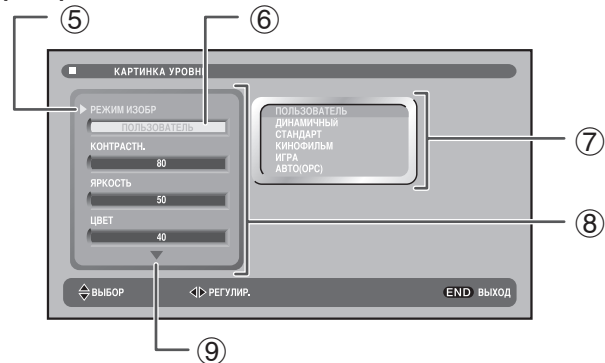 ⑤ ⑥
КАРТИНКА УРОВНИ
РЕЖИМ ИЗОБР
ПОЛЬЗОВАТЕЛЬ
КОНТРАСТН.
80
ЯРКОСТЬ
50
ЦВЕТ
40
ПОЛЬЗОВАТЕЛЬ
ДИНАМИЧНЫЙ
СТАНДАРТ
КИНОФИЛЬМ
ИГРА
АВТО(OPC)
⑦
⑧
ВЫБОР РЕГУЛИР. END ВЫХОД
⑨